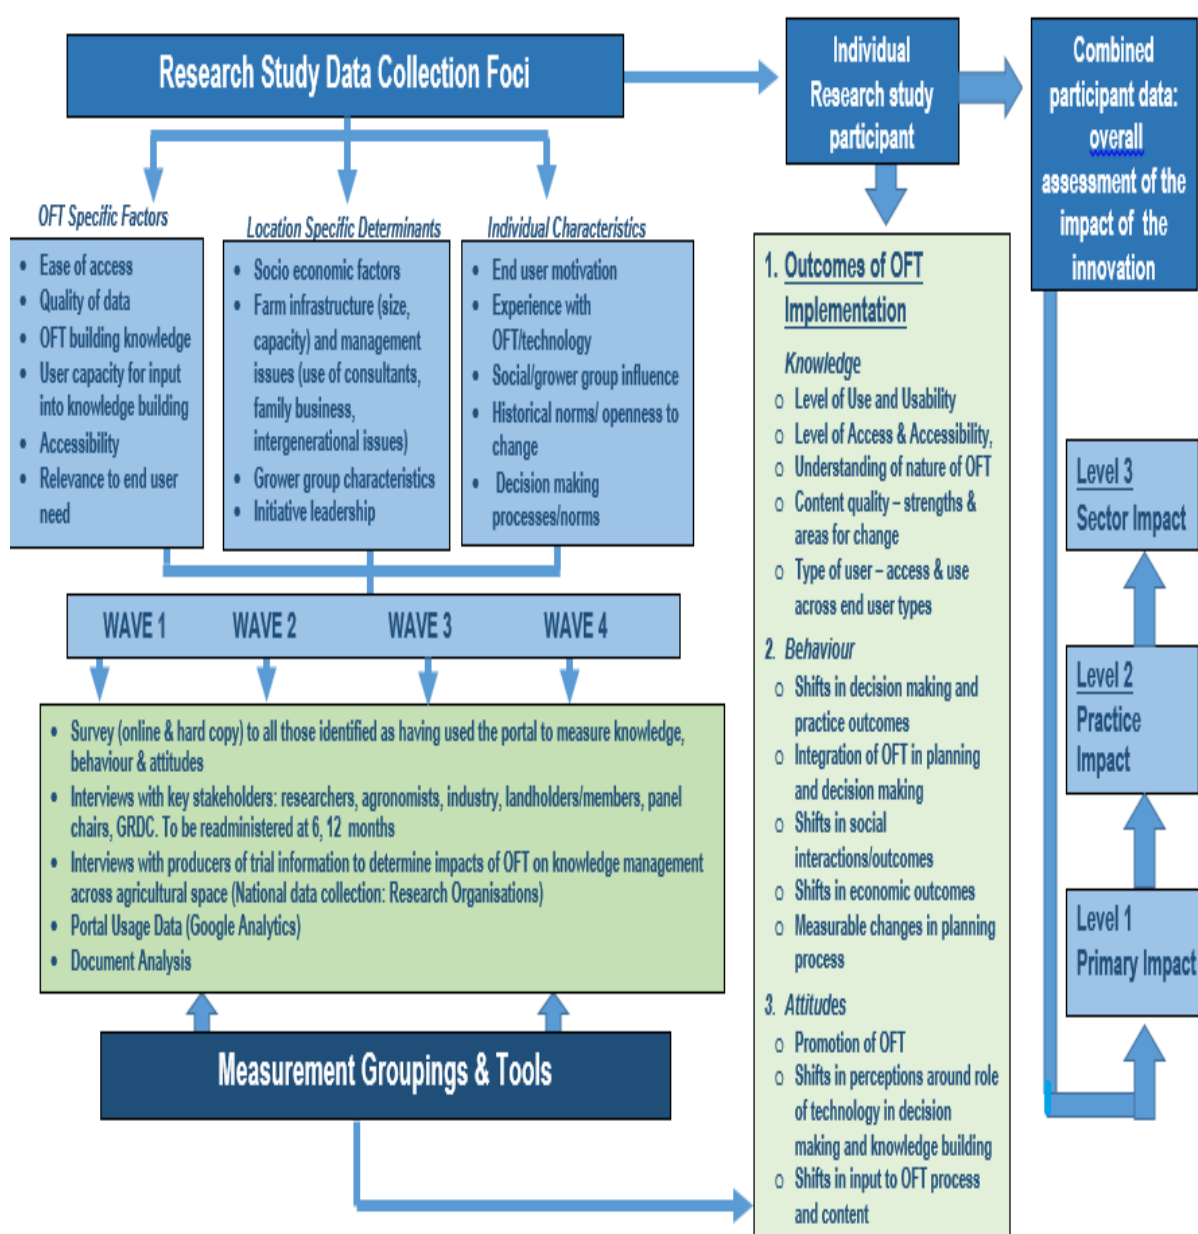 Research Study Data Collection Foci
Individual
Research study
participant
Combined
participant data:
overall
assessment of the
impact of the
innovation
OFT Specific Factors
• Ease of access
• Quality of data
• OFT building knowledge
• User capacity for input
into knowledge building
• Accessibility
• Relevance to end user
need
Location Specific Determinants
• Socio economic factors
• Farm infrastructure (size,
capacity) and management
issues (use of consultants,
family business,
intergenerational issues)
• Grower group characteristics
• Initiative leadership
Individual Characteristics
• End user motivation
• Experience with
OFT/technology
• Social/grower group influence
• Historical norms/ openness to
change
• Decision making
processes/norms
WAVE 1 WAVE 2 WAVE 3 WAVE 4
• Survey (online & hard copy) to all those identified as having used the portal to measure knowledge,
behaviour & attitudes
• Interviews with key stakeholders: researchers, agronomists, industry, landholders/members, panel
chairs, GRDC. To be readministered at 6, 12 months
• Interviews with producers of trial information to determine impacts of OFT on knowledge management
across agricultural space (National data collection: Research Organisations)
• Portal Usage Data (Google Analytics)
• Document Analysis
Measurement Groupings & Tools
1. Outcomes of OFT
Implementation
Knowledge
o Level of Use and Usability
o Level of Access & Accessibility,
o Understanding of nature of OFT
o Content quality – strengths &
areas for change
o Type of user – access & use
across end user types
2. Behaviour
o Shifts in decision making and
practice outcomes
o Integration of OFT in planning
and decision making
o Shifts in social
interactions/outcomes
o Shifts in economic outcomes
o Measurable changes in planning
process
3. Attitudes
o Promotion of OFT
o Shifts in perceptions around role
of technology in decision
making and knowledge building
o Shifts in input to OFT process
and content
Level 3
Sector Impact
Level 2
Practice
Impact
Level 1
Primary Impact